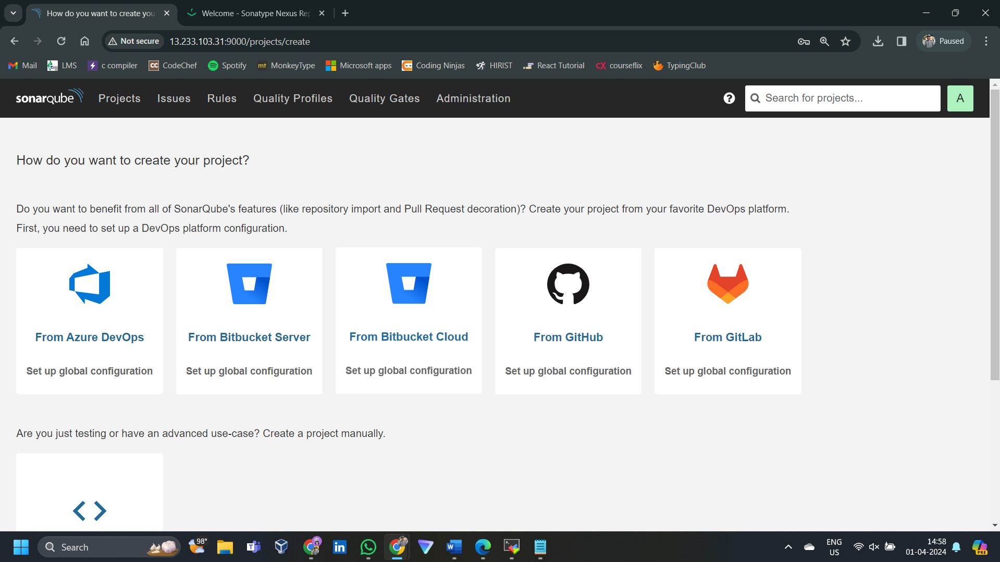 How do you want to create you
Welcome - Sonatype Nexus Rep
Not secure
13.233.103.31:9000/projects/create
Paused
Mail
LMS
c compiler
CC
CodeChef
Spotify
mt
MonkeyType
Microsoft apps
Coding Ninjas
HIRIST
React Tutorial
CX
courseflix
TypingClub
sonarqube
Projects
Issues
Rules
Quality Profiles
Quality Gates
Administration
?
Search for projects...
A
How do you want to create your project?
Do you want to benefit from all of SonarQube's features (like repository import and Pull Request decoration)? Create your project from your favorite DevOps platform.
First, you need to set up a DevOps platform configuration.
From Azure DevOps
From Bitbucket Server
From Bitbucket Cloud
From GitHub
From GitLab
Set up global configuration
Set up global configuration
Set up global configuration
Set up global configuration
Set up global configuration
Are you just testing or have an advanced use-case? Create a project manually.
Search
98°
in
W
ENG
US
14:58
01-04-2024
PRE